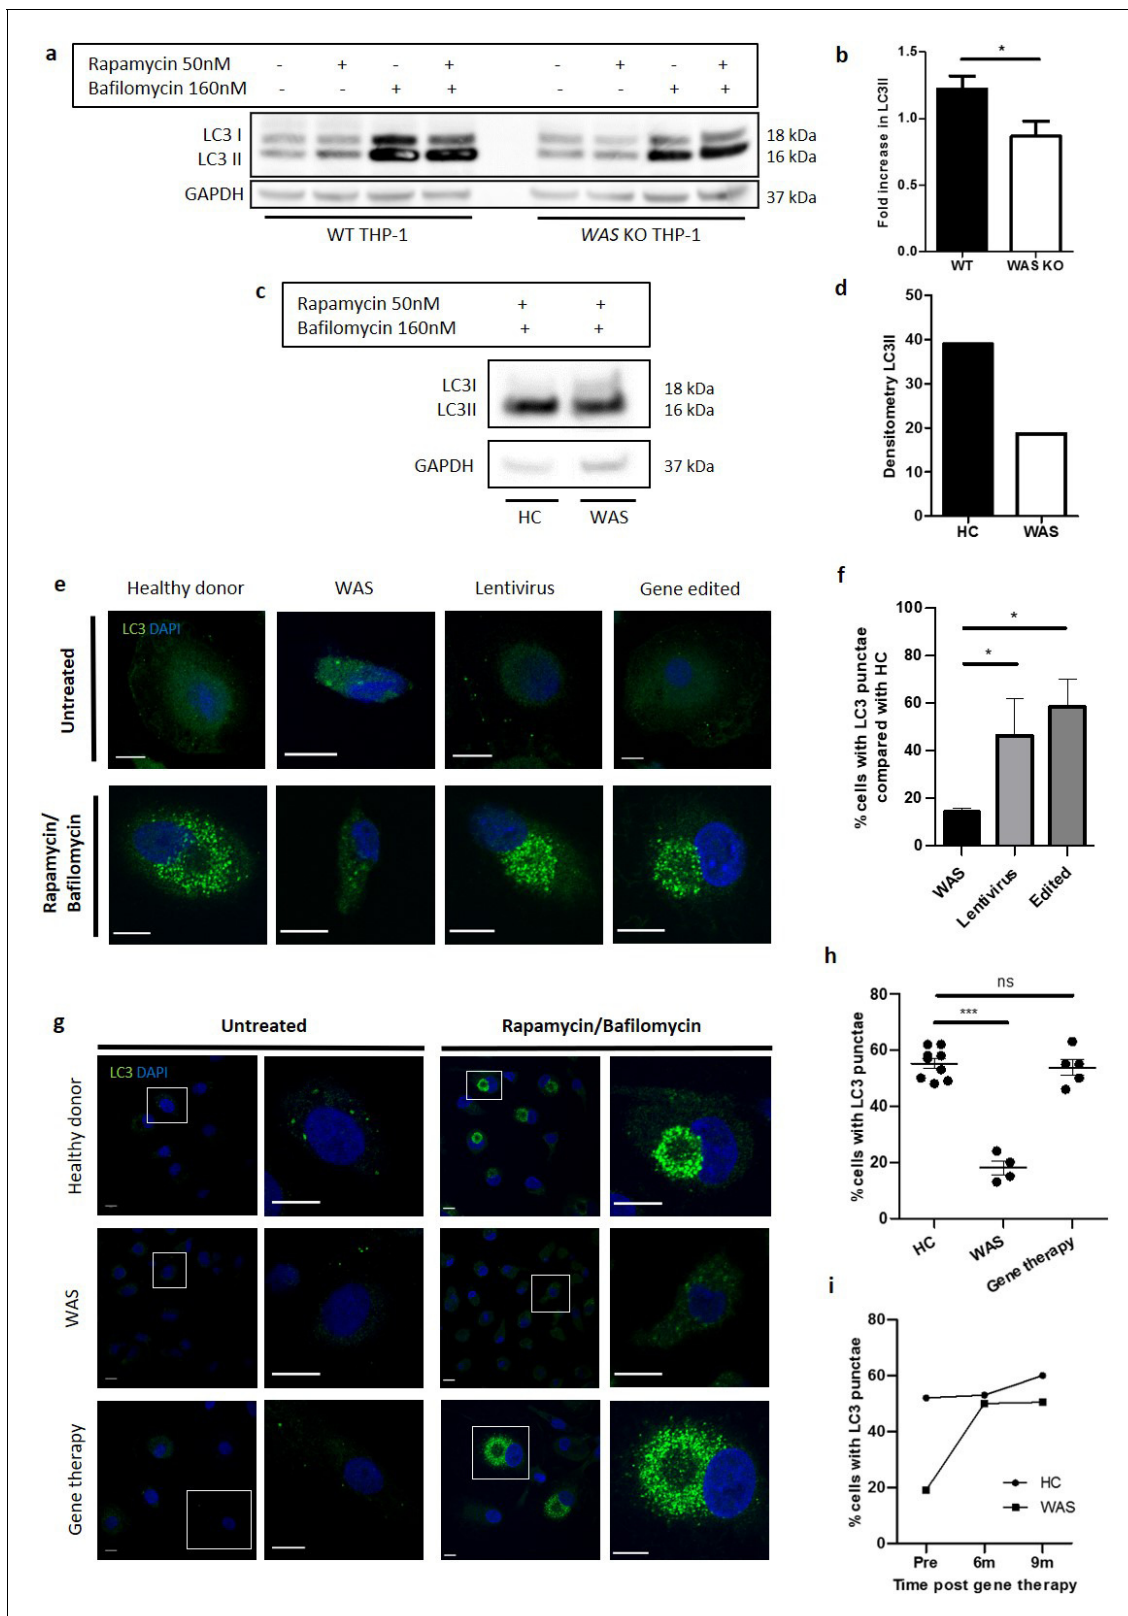 a
Rapamycin 50nM - + - + - + - +
Bafilomycin 160nM - - + + - - + +
LC3 I 18 kDa
LC3 II 16 kDa
GAPDH 37 kDa
WT THP-1 WAS KO THP-1
b
*
Fold increase in LC3II
1.5
1.0
0.5
0.0
WT WAS KO
c
Rapamycin 50nM + +
Bafilomycin 160nM + +
LC3I 18 kDa
LC3II 16 kDa
GAPDH 37 kDa
HC WAS
d
Densitometry LC3II
50
40
30
20
10
0
HC WAS
e
Healthy donor WAS Lentivirus Gene edited
Untreated
LC3 DAPI
Rapamycin/
Bafilomycin
f
% cells with LC3 punctae
compared with HC
100
80
60
40
20
0
*
*
WAS Lentivirus Edited
g
Untreated Rapamycin/Bafilomycin
LC3 DAPI
Healthy donor
WAS
Gene therapy
h
ns
***
% cells with LC3 punctae
80
60
40
20
0
HC WAS Gene therapy
i
% cells with LC3 punctae
80
60
40
20
0
HC
WAS
Pre 6m 9m
Time post gene therapy